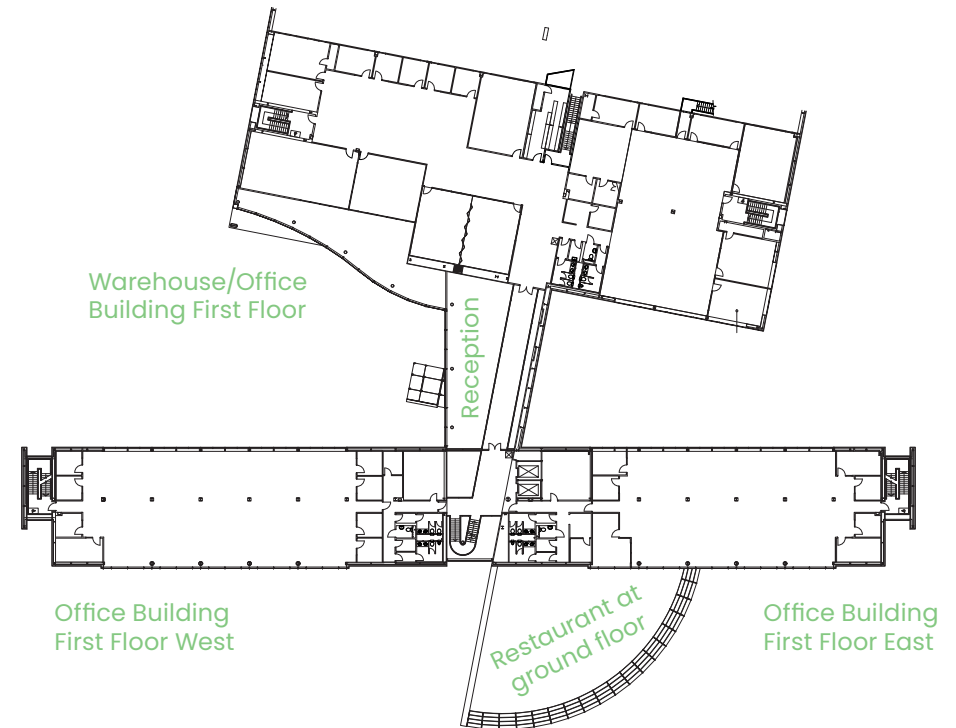 Warehouse/Office
Building First Floor
Reception
Office Building
First Floor West
Restaurant at
ground floor
Office Building
First Floor East